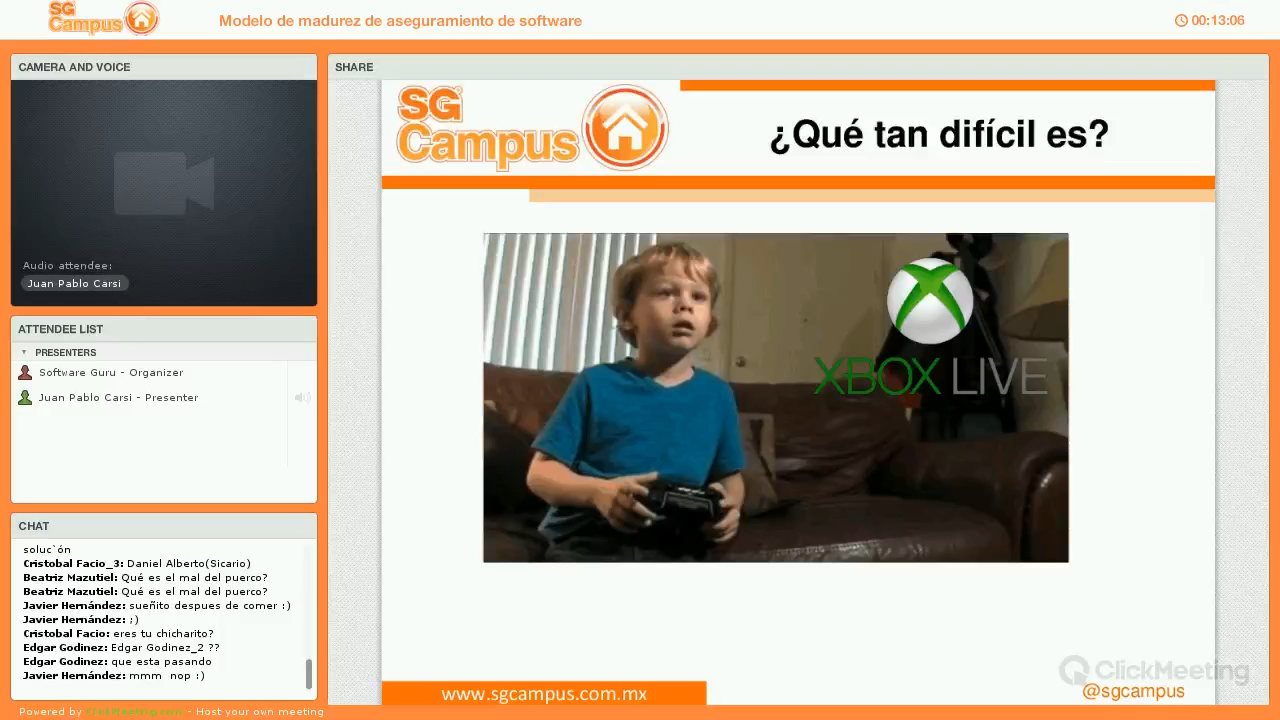 SG Campus
Modelo de madurez de aseguramiento de software
00:13:06
CAMERA AND VOICE
Audio attendee:
Juan Pablo Carsi
ATTENDEE LIST
PRESENTERS
Software Guru - Organizer
Juan Pablo Carsi - Presenter
CHAT
soluc`ón
Cristobal Facio_3: Daniel Alberto(Sicario)
Beatriz Mazutiel: Qué es el mal del puerco?
Beatriz Mazutiel: Qué es el mal del puerco?
Javier Hernández: sueñito despues de comer :)
Javier Hernández: ;)
Cristobal Facio: eres tu chicharito?
Edgar Godinez: Edgar Godinez_2 ??
Edgar Godinez: que esta pasando
Javier Hernández: mmm nop :)
Powered by ClickMeeting.com - Host your own meeting
SHARE
SG
Campus
¿Qué tan difícil es?
XBOX LIVE
www.sgcampus.com.mx
ClickMeeting
@sgcampus